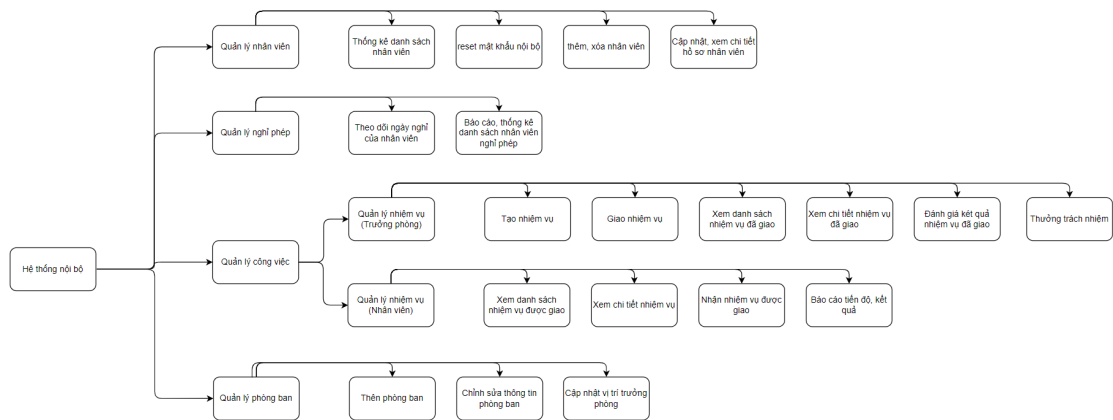 Quản lý nhân viên
Thống kê danh sách
nhân viên
reset mật khẩu nội bộ
thêm, xóa nhân viên
Cập nhật, xem chi tiết
hồ sơ nhân viên
Quản lý nghỉ phép
Theo dõi ngày nghỉ
của nhân viên
Báo cáo, thống kê
danh sách nhân viên
nghỉ phép
Quản lý nhiệm vụ
(Trưởng phòng)
Tạo nhiệm vụ
Giao nhiệm vụ
Xem danh sách
nhiệm vụ đã giao
Xem chi tiết nhiệm vụ
đã giao
Đánh giá kết quả
nhiệm vụ đã giao
Thưởng trách nhiệm
Hệ thống nội bộ
Quản lý công việc
Quản lý nhiệm vụ
(Nhân viên)
Xem danh sách
nhiệm vụ được giao
Xem chi tiết nhiệm vụ
Nhận nhiệm vụ được
giao
Báo cáo tiến độ, kết
quả
Quản lý phòng ban
Thên phòng ban
Chỉnh sửa thông tin
phòng ban
Cập nhật vị trí trưởng
phòng